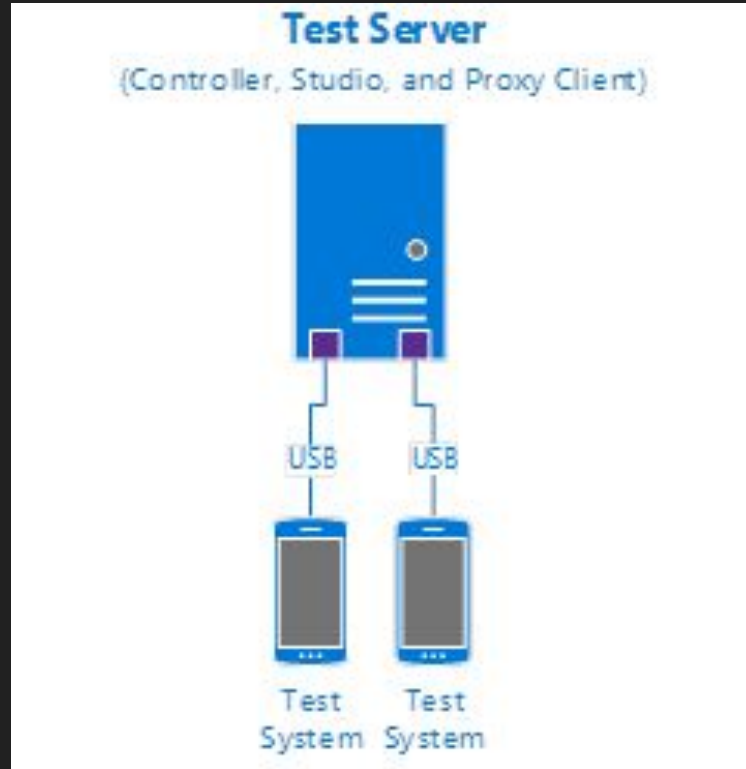 Test Server
(Controller, Studio, and Proxy Client)
USB USB
Test Test
System System